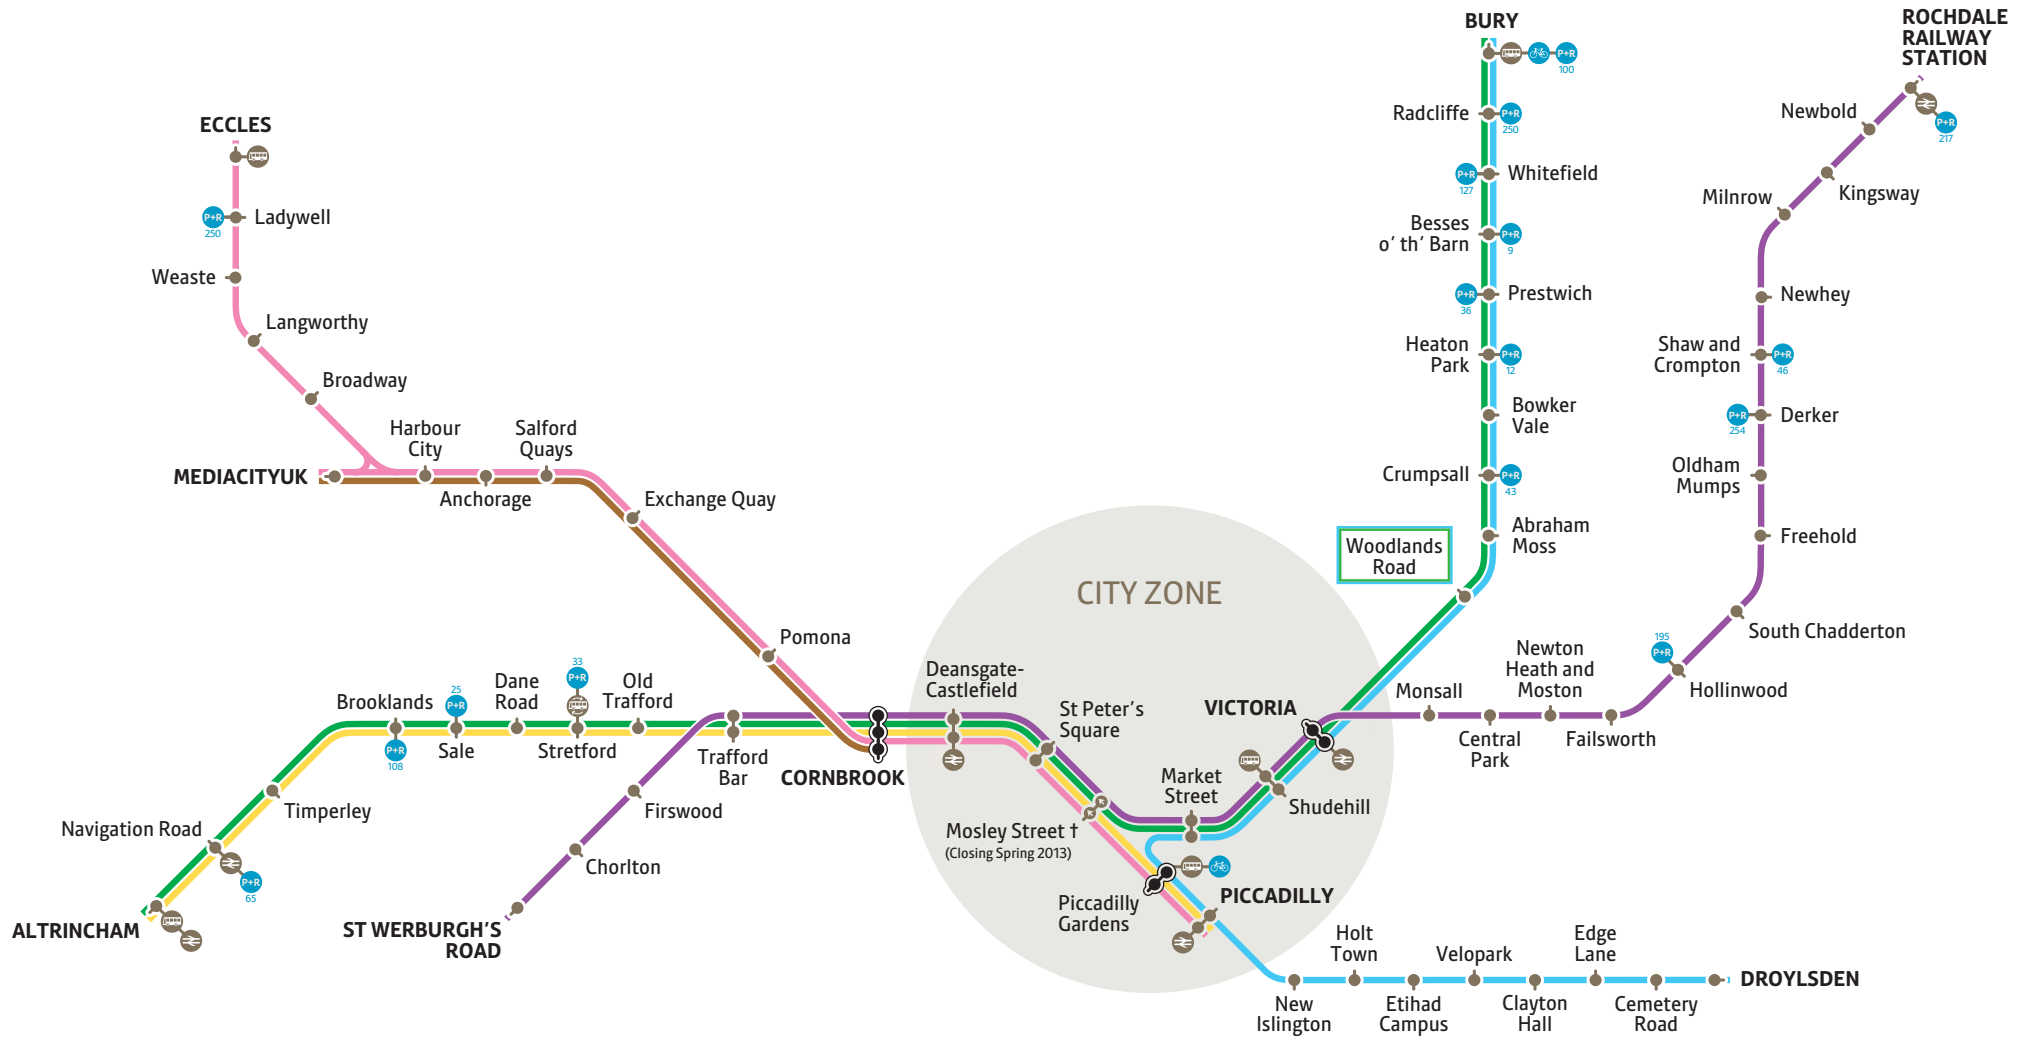 BURY
P+R
100
ROCHDALE
RAILWAY
STATION
P+R
217
ECCLES
Ladywell
P+R
250
Weaste
Langworthy
Broadway
Harbour
City
Salford
Quays
MEDIACITYUK
Anchorage
Exchange Quay
Pomona
Radcliffe
P+R
250
P+R
127
Whitefield
Besses
o' th' Barn
P+R
9
P+R
36
Prestwich
Heaton
Park
P+R
12
Bowker
Vale
Crumpsall
P+R
43
Abraham
Moss
Woodlands
Road
Newbold
Kingsway
Milnrow
Newhey
Shaw and
Crompton
P+R
46
P+R
254
Derker
Oldham
Mumps
Freehold
South Chadderton
195
P+R
Hollinwood
Newton
Heath and
Moston
Monsall
Central
Park
Failsworth
CITY ZONE
Deansgate-
Castlefield
St Peter's
Square
VICTORIA
Market
Street
Shudehill
Mosley Street †
(Closing Spring 2013)
Piccadilly
Gardens
PICCADILLY
Brooklands
P+R
108
25
P+R
Sale
Dane
Road
33
P+R
Stretford
Old
Trafford
Trafford
Bar
CORNBROOK
Timperley
Navigation Road
P+R
65
ALTRINCHAM
Firswood
Chorlton
ST WERBURGH'S
ROAD
Holt
Town
Velopark
Edge
Lane
DROYLSDEN
New
Islington
Etihad
Campus
Clayton
Hall
Cemetery
Road